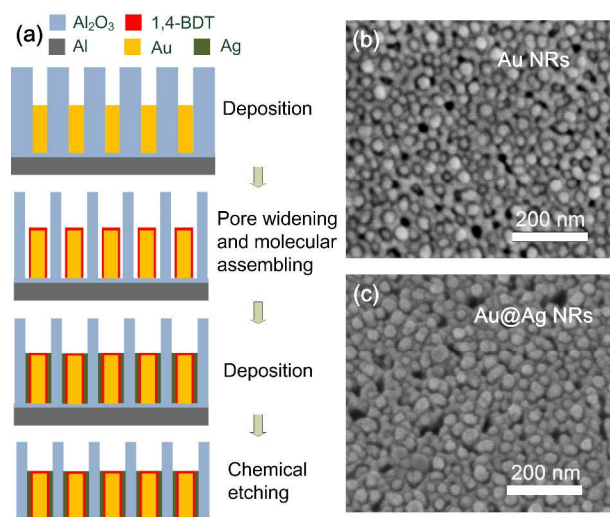 (a)
Al₂O₃
1,4-BDT
Al
Au
Ag
Deposition
Pore widening
and molecular
assembling
Deposition
Chemical
etching
(b)
Au NRs
200 nm
(c)
Au@Ag NRs
200 nm